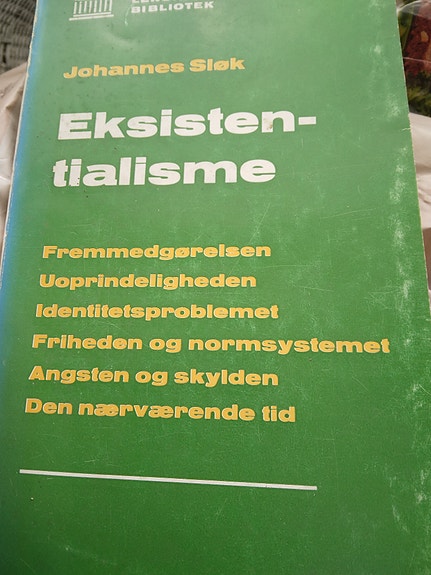 BIBLIOTEK
Johannes Sløk
Eksisten-
tialisme
Fremmedgørelsen
Uoprindeligheden
Identitetsproblemet
Friheden og normsystemet
Angsten og skylden
Den nærværende tid